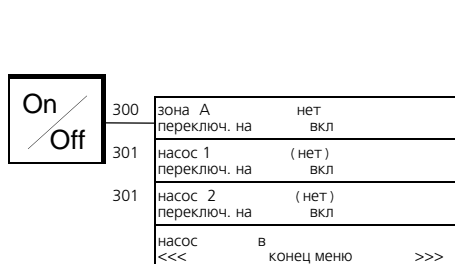 On
Off
300
зона А нет
переключ. на вкл
301
насос 1 (нет)
переключ. на вкл
301
насос 2 (нет)
переключ. на вкл
насос в
<<< конец меню >>>